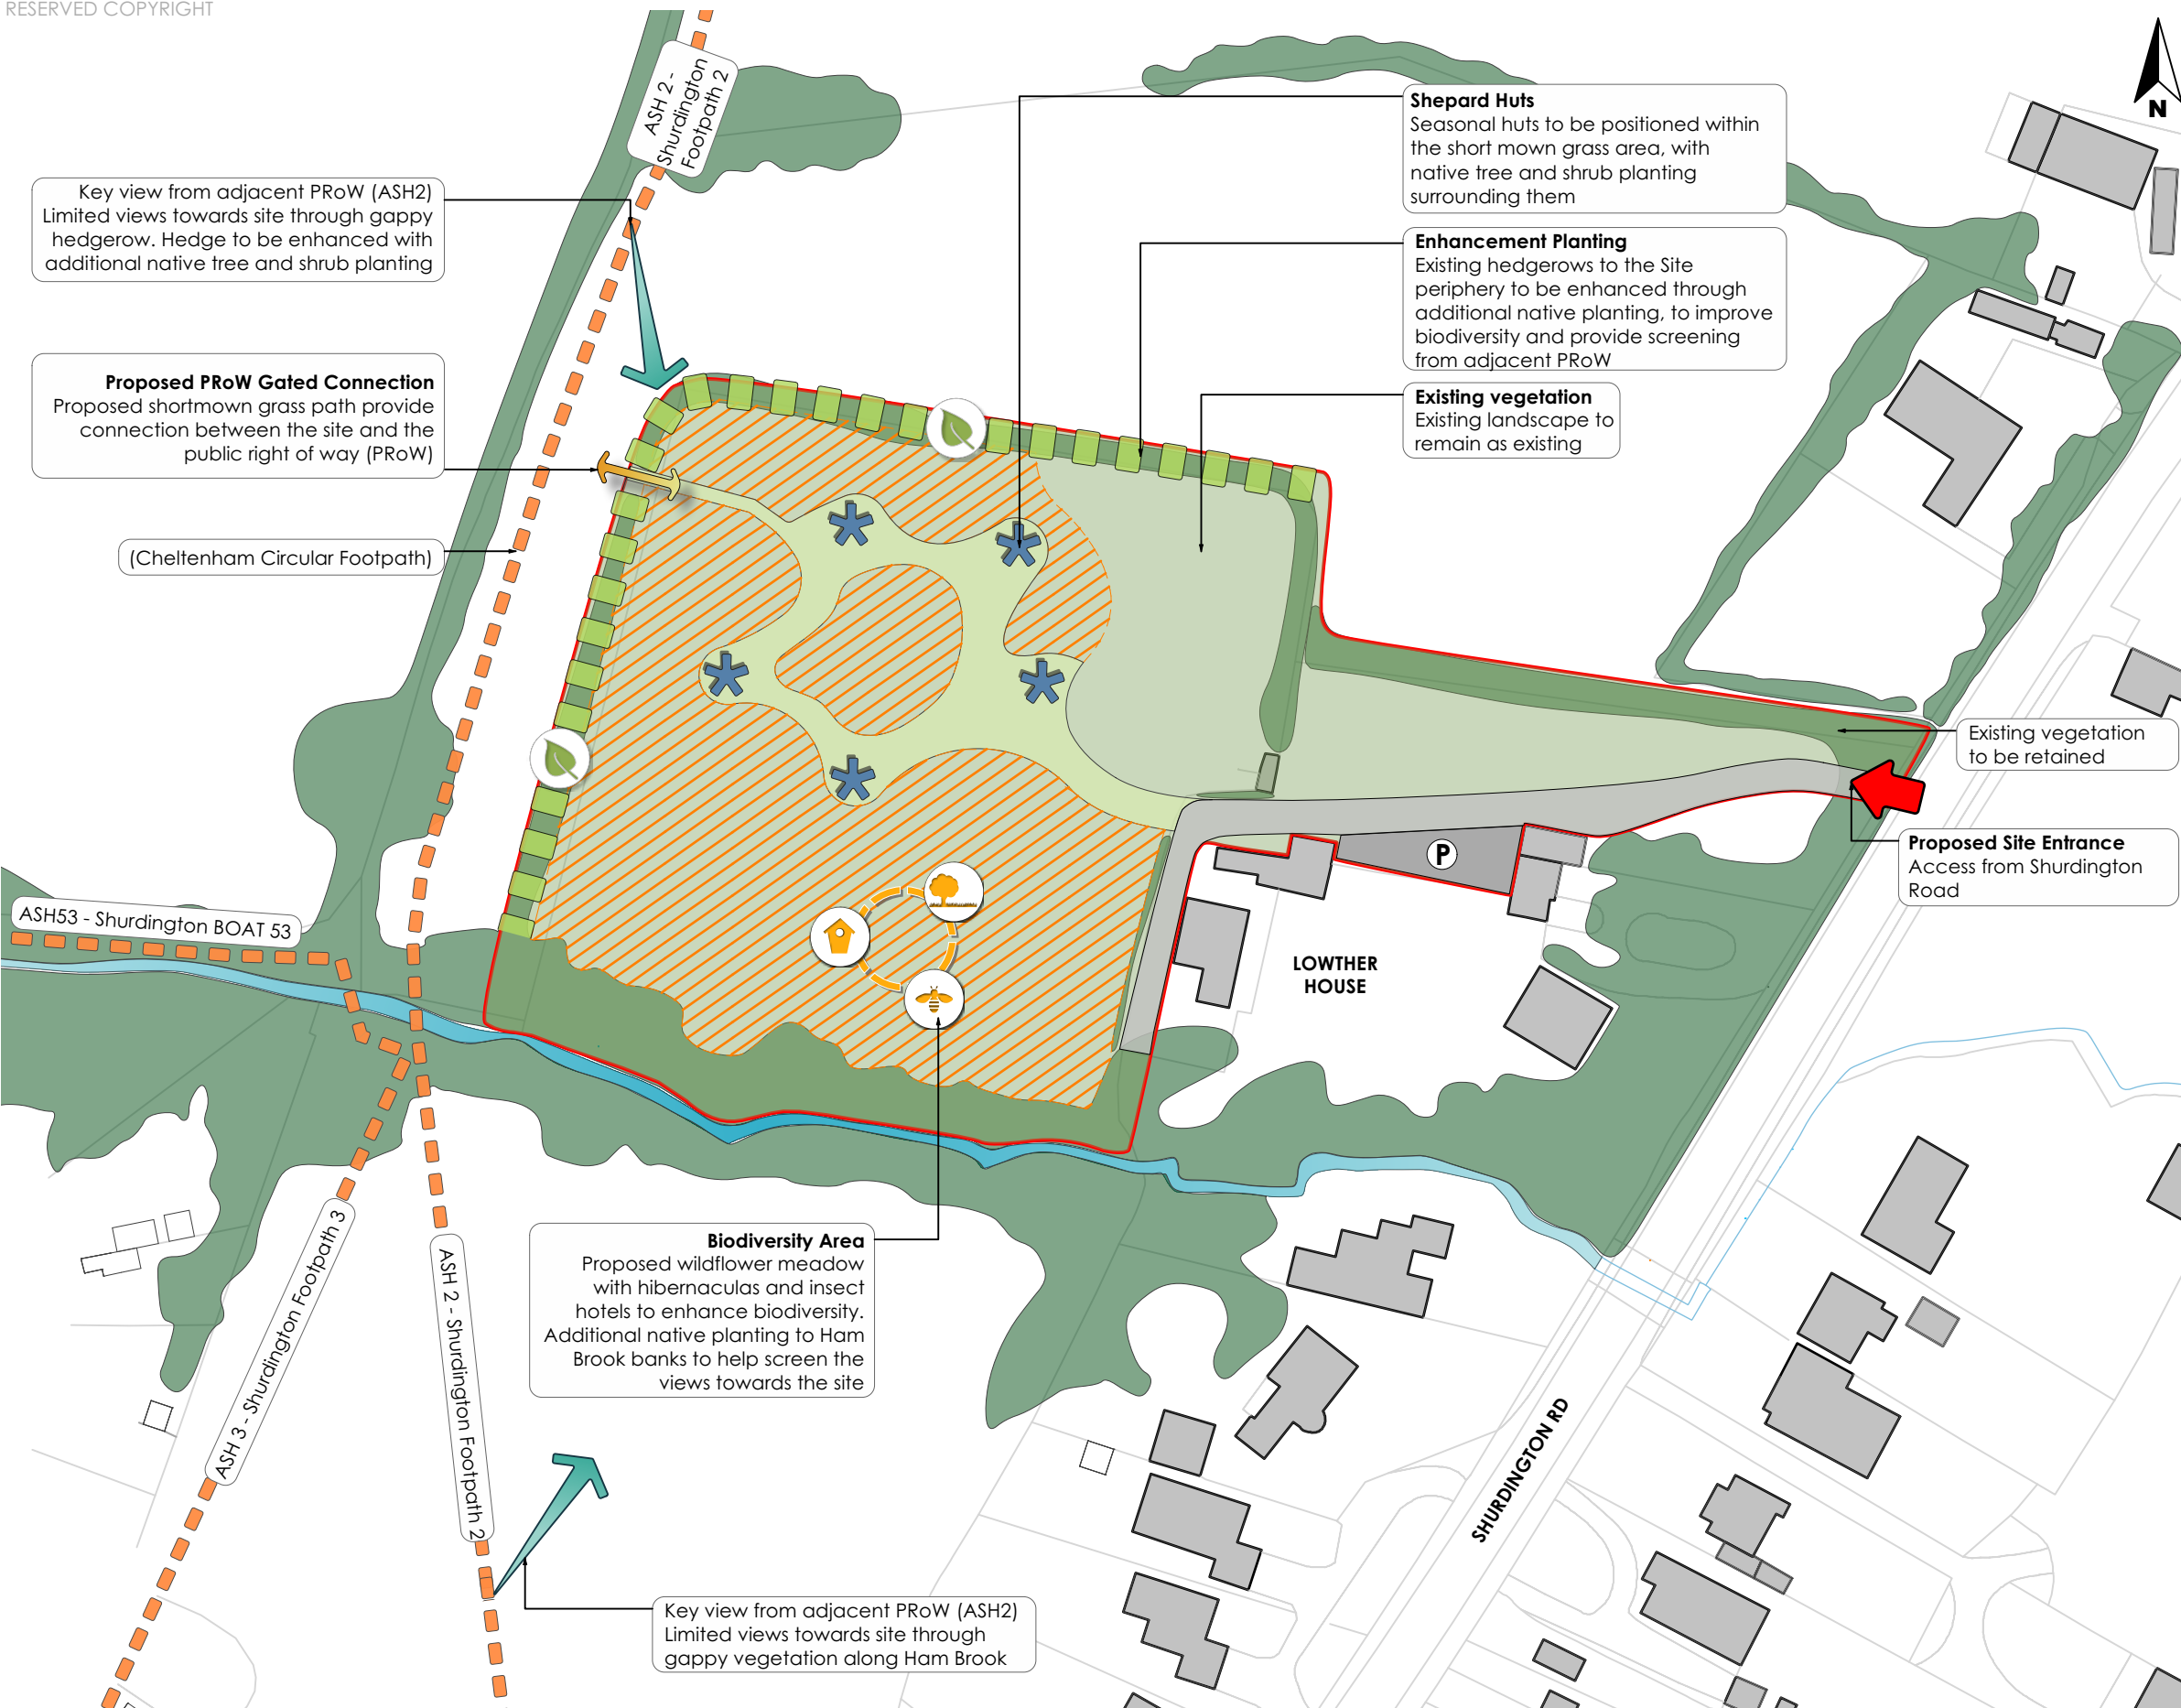 RESERVED COPYRIGHT
ASH 2 -
Shurdington
Footpath 2
N
Shepard Huts
Seasonal huts to be positioned within
the short mown grass area, with
native tree and shrub planting
surrounding them
Key view from adjacent PRoW (ASH2)
Limited views towards site through gappy
hedgerow. Hedge to be enhanced with
additional native tree and shrub planting
Enhancement Planting
Existing hedgerows to the Site
periphery to be enhanced through
additional native planting, to improve
biodiversity and provide screening
from adjacent PRoW
Proposed PRoW Gated Connection
Proposed shortmown grass path provide
connection between the site and the
public right of way (PRoW)
Existing vegetation
Existing landscape to
remain as existing
(Cheltenham Circular Footpath)
Existing vegetation
to be retained
Proposed Site Entrance
Access from Shurdington
Road
P
ASH53 - Shurdington BOAT 53
LOWTHER
HOUSE
Biodiversity Area
Proposed wildflower meadow
with hibernaculas and insect
hotels to enhance biodiversity.
Additional native planting to Ham
Brook banks to help screen the
views towards the site
ASH 3 - Shurdington Footpath 3
ASH 2 - Shurdington Footpath 2
SHURDINGTON RD
Key view from adjacent PRoW (ASH2)
Limited views towards site through
gappy vegetation along Ham Brook